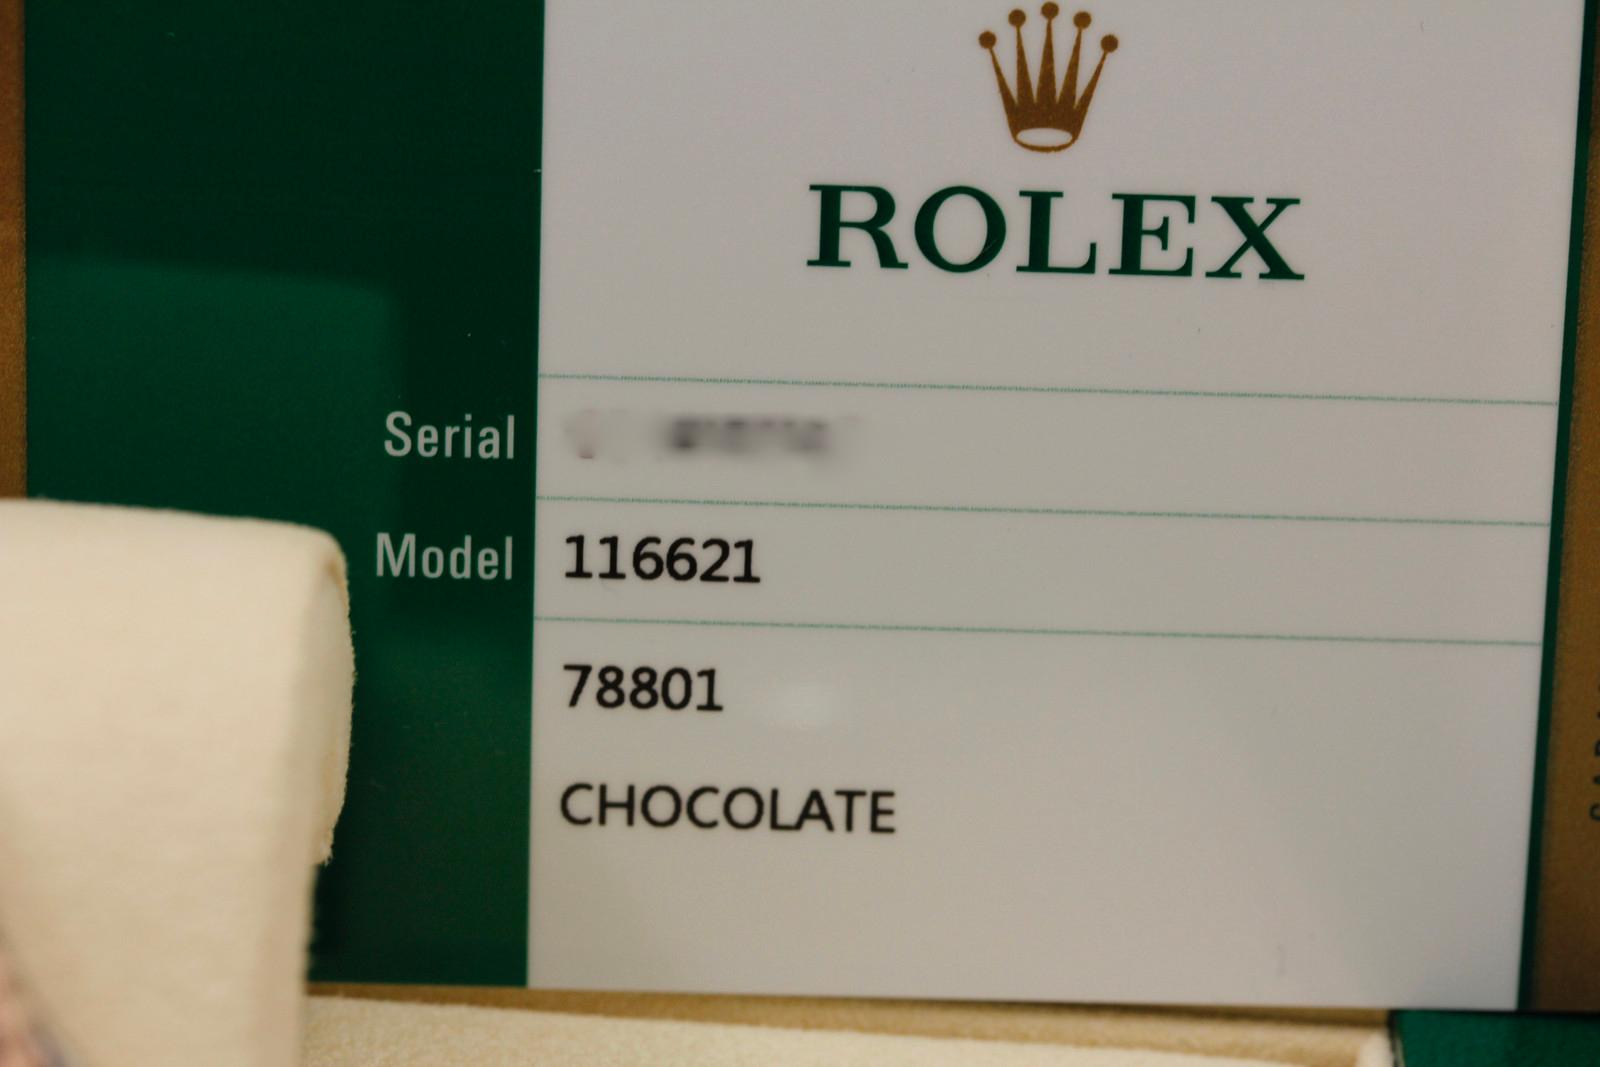 ROLEX
Serial
Model 116621
78801
CHOCOLATE